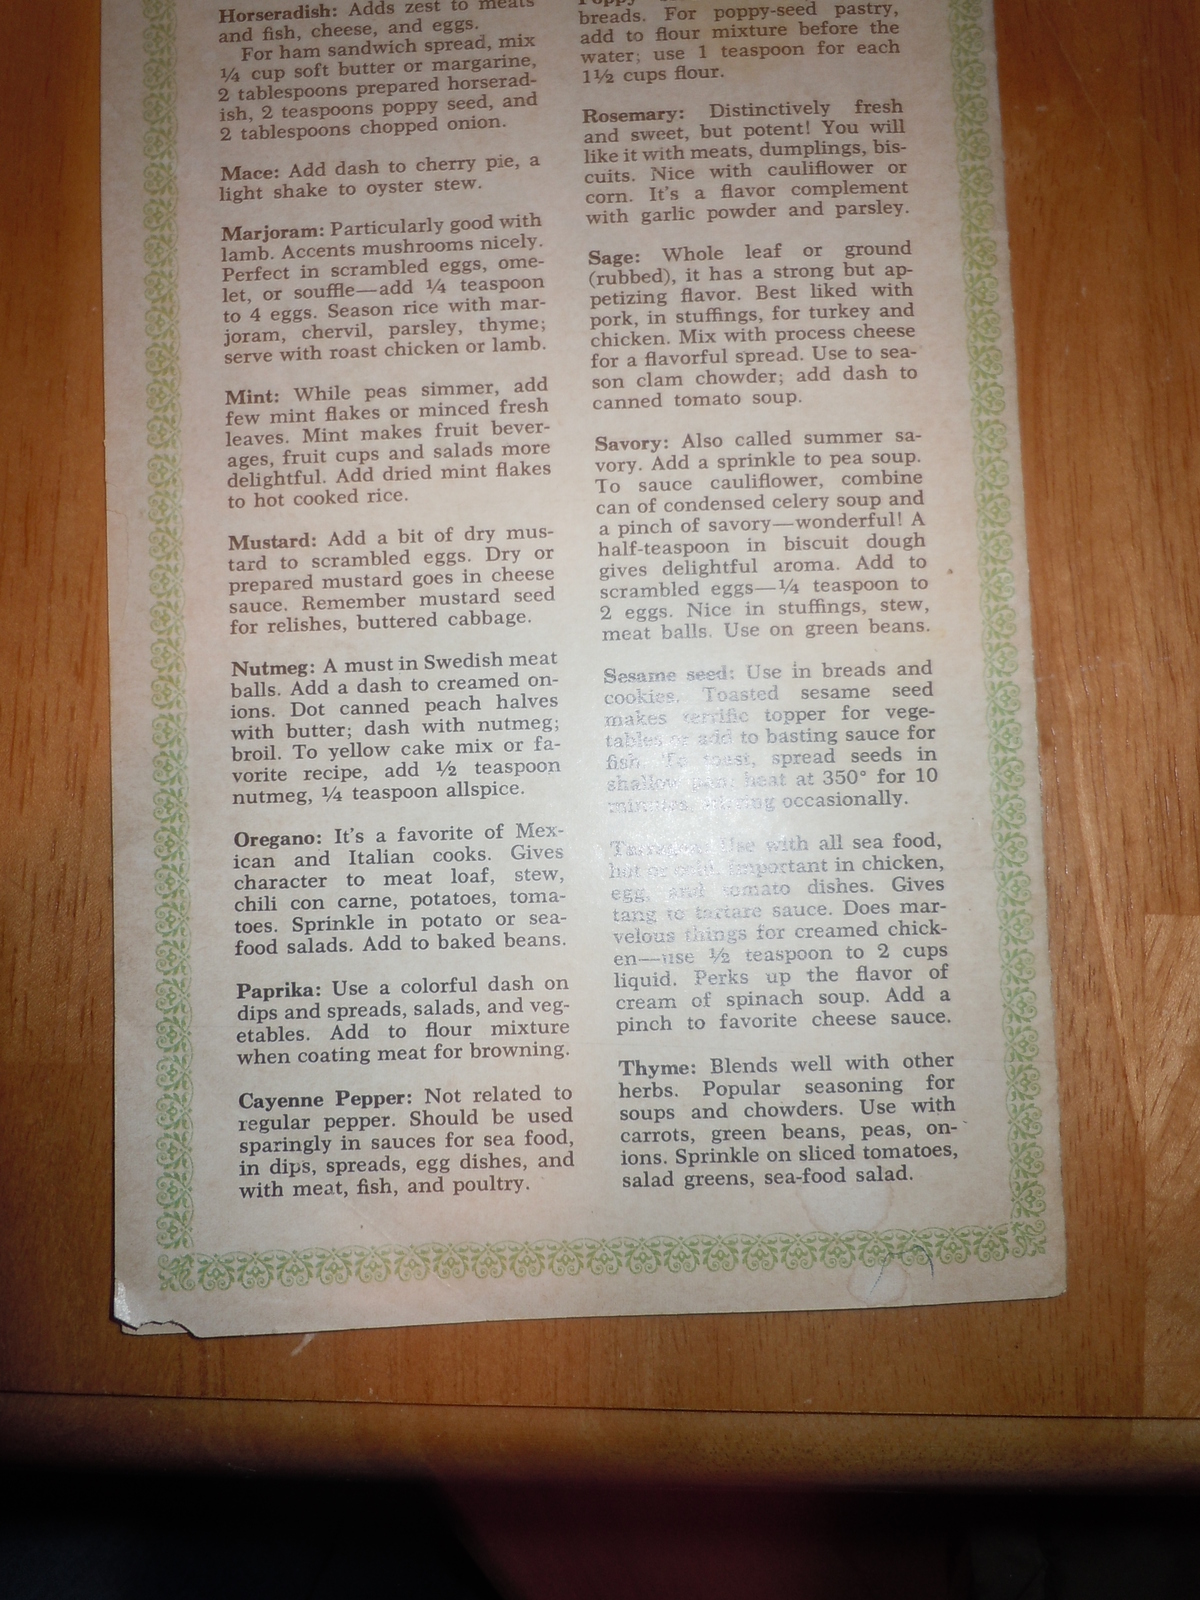 Horseradish: Adds zest to meats
and fish, cheese, and eggs.
For ham sandwich spread, mix
¼ cup soft butter or margarine,
2 tablespoons prepared horserad-
ish, 2 teaspoons poppy seed, and
2 tablespoons chopped onion.
Mace: Add dash to cherry pie, a
light shake to oyster stew.
Marjoram: Particularly good with
lamb. Accents mushrooms nicely.
Perfect in scrambled eggs, ome-
let, or souffle—add ¼ teaspoon
to 4 eggs. Season rice with mar-
joram, chervil, parsley, thyme;
serve with roast chicken or lamb.
Mint: While peas simmer, add
few mint flakes or minced fresh
leaves. Mint makes fruit bever-
ages, fruit cups and salads more
delightful. Add dried mint flakes
to hot cooked rice.
Mustard: Add a bit of dry mus-
tard to scrambled eggs. Dry or
prepared mustard goes in cheese
sauce. Remember mustard seed
for relishes, buttered cabbage.
Nutmeg: A must in Swedish meat
balls. Add a dash to creamed on-
ions. Dot canned peach halves
with butter; dash with nutmeg;
broil. To yellow cake mix or fa-
vorite recipe, add ½ teaspoon
nutmeg, ¼ teaspoon allspice.
Oregano: It's a favorite of Mex-
ican and Italian cooks. Gives
character to meat loaf, stew,
chili con carne, potatoes, toma-
toes. Sprinkle in potato or sea-
food salads. Add to baked beans.
Paprika: Use a colorful dash on
dips and spreads, salads, and veg-
etables. Add to flour mixture
when coating meat for browning.
Cayenne Pepper: Not related to
regular pepper. Should be used
sparingly in sauces for sea food,
in dips, spreads, egg dishes, and
with meat, fish, and poultry.
breads. For poppy-seed pastry,
add to flour mixture before the
water; use 1 teaspoon for each
1½ cups flour.
Rosemary: Distinctively fresh
and sweet, but potent! You will
like it with meats, dumplings, bis-
cuits. Nice with cauliflower or
corn. It's a flavor complement
with garlic powder and parsley.
Sage: Whole leaf or ground
(rubbed), it has a strong but ap-
petizing flavor. Best liked with
pork, in stuffings, for turkey and
chicken. Mix with process cheese
for a flavorful spread. Use to sea-
son clam chowder; add dash to
canned tomato soup.
Savory: Also called summer sa-
vory. Add a sprinkle to pea soup.
To sauce cauliflower, combine
can of condensed celery soup and
a pinch of savory—wonderful! A
half-teaspoon in biscuit dough
gives delightful aroma. Add to
scrambled eggs—¼ teaspoon to
2 eggs. Nice in stuffings, stew,
meat balls. Use on green beans.
Sesame seed: Use in breads and
cookies. Toasted sesame seed
makes terrific topper for vege-
tables or add to basting sauce for
fish. To toast, spread seeds in
shallow pan; heat at 350° for 10
minutes, stirring occasionally.
Tarragon: Use with all sea food,
hot or cold. Important in chicken,
egg, and tomato dishes. Gives
tang to tartare sauce. Does mar-
velous things for creamed chick-
en—use ½ teaspoon to 2 cups
liquid. Perks up the flavor of
cream of spinach soup. Add a
pinch to favorite cheese sauce.
Thyme: Blends well with other
herbs. Popular seasoning for
soups and chowders. Use with
carrots, green beans, peas, on-
ions. Sprinkle on sliced tomatoes,
salad greens, sea-food salad.